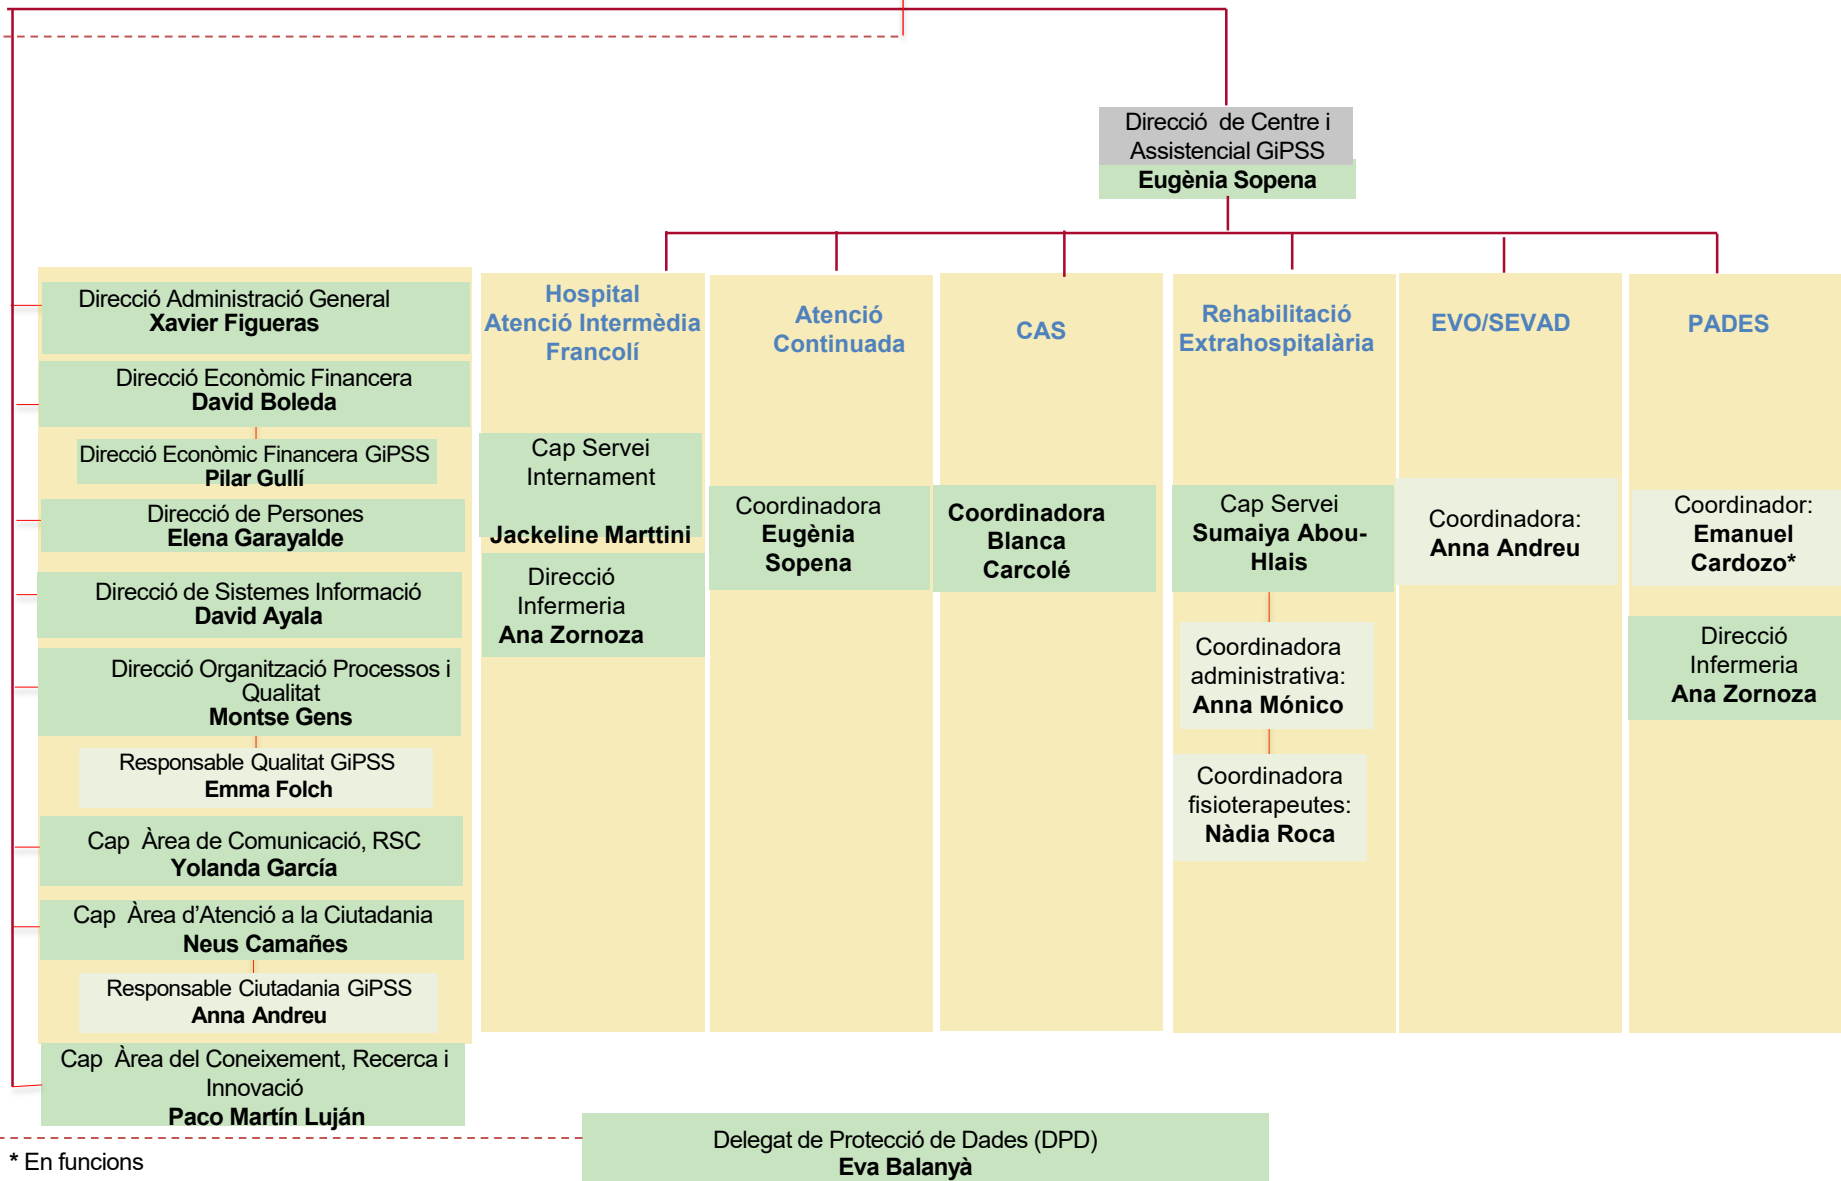 Direcció de Centre i
Assistencial GiPSS
Eugènia Sopena
Direcció Administració General
Xavier Figueras
Direcció Econòmic Financera
David Boleda
Direcció Econòmic Financera GiPSS
Pilar Gullí
Direcció de Persones
Elena Garayalde
Direcció de Sistemes Informació
David Ayala
Direcció Organització Processos i
Qualitat
Montse Gens
Responsable Qualitat GiPSS
Emma Folch
Cap Àrea de Comunicació, RSC
Yolanda García
Cap Àrea d’Atenció a la Ciutadania
Neus Camañes
Responsable Ciutadania GiPSS
Anna Andreu
Cap Àrea del Coneixement, Recerca i
Innovació
Paco Martín Luján
Hospital
Atenció Intermèdia
Francolí
Cap Servei
Internament
Jackeline Marttini
Direcció
Infermeria
Ana Zornoza
Atenció
Continuada
Coordinadora
Eugènia
Sopena
CAS
Coordinadora
Blanca
Carcolé
Rehabilitació
Extrahospitalària
Cap Servei
Sumaiya Abou-
Hlais
Coordinadora
administrativa:
Anna Mónico
Coordinadora
fisioterapeutes:
Nàdia Roca
EVO/SEVAD
Coordinadora:
Anna Andreu
PADES
Coordinador:
Emanuel
Cardozo*
Direcció
Infermeria
Ana Zornoza
Delegat de Protecció de Dades (DPD)
Eva Balanyà
* En funcions